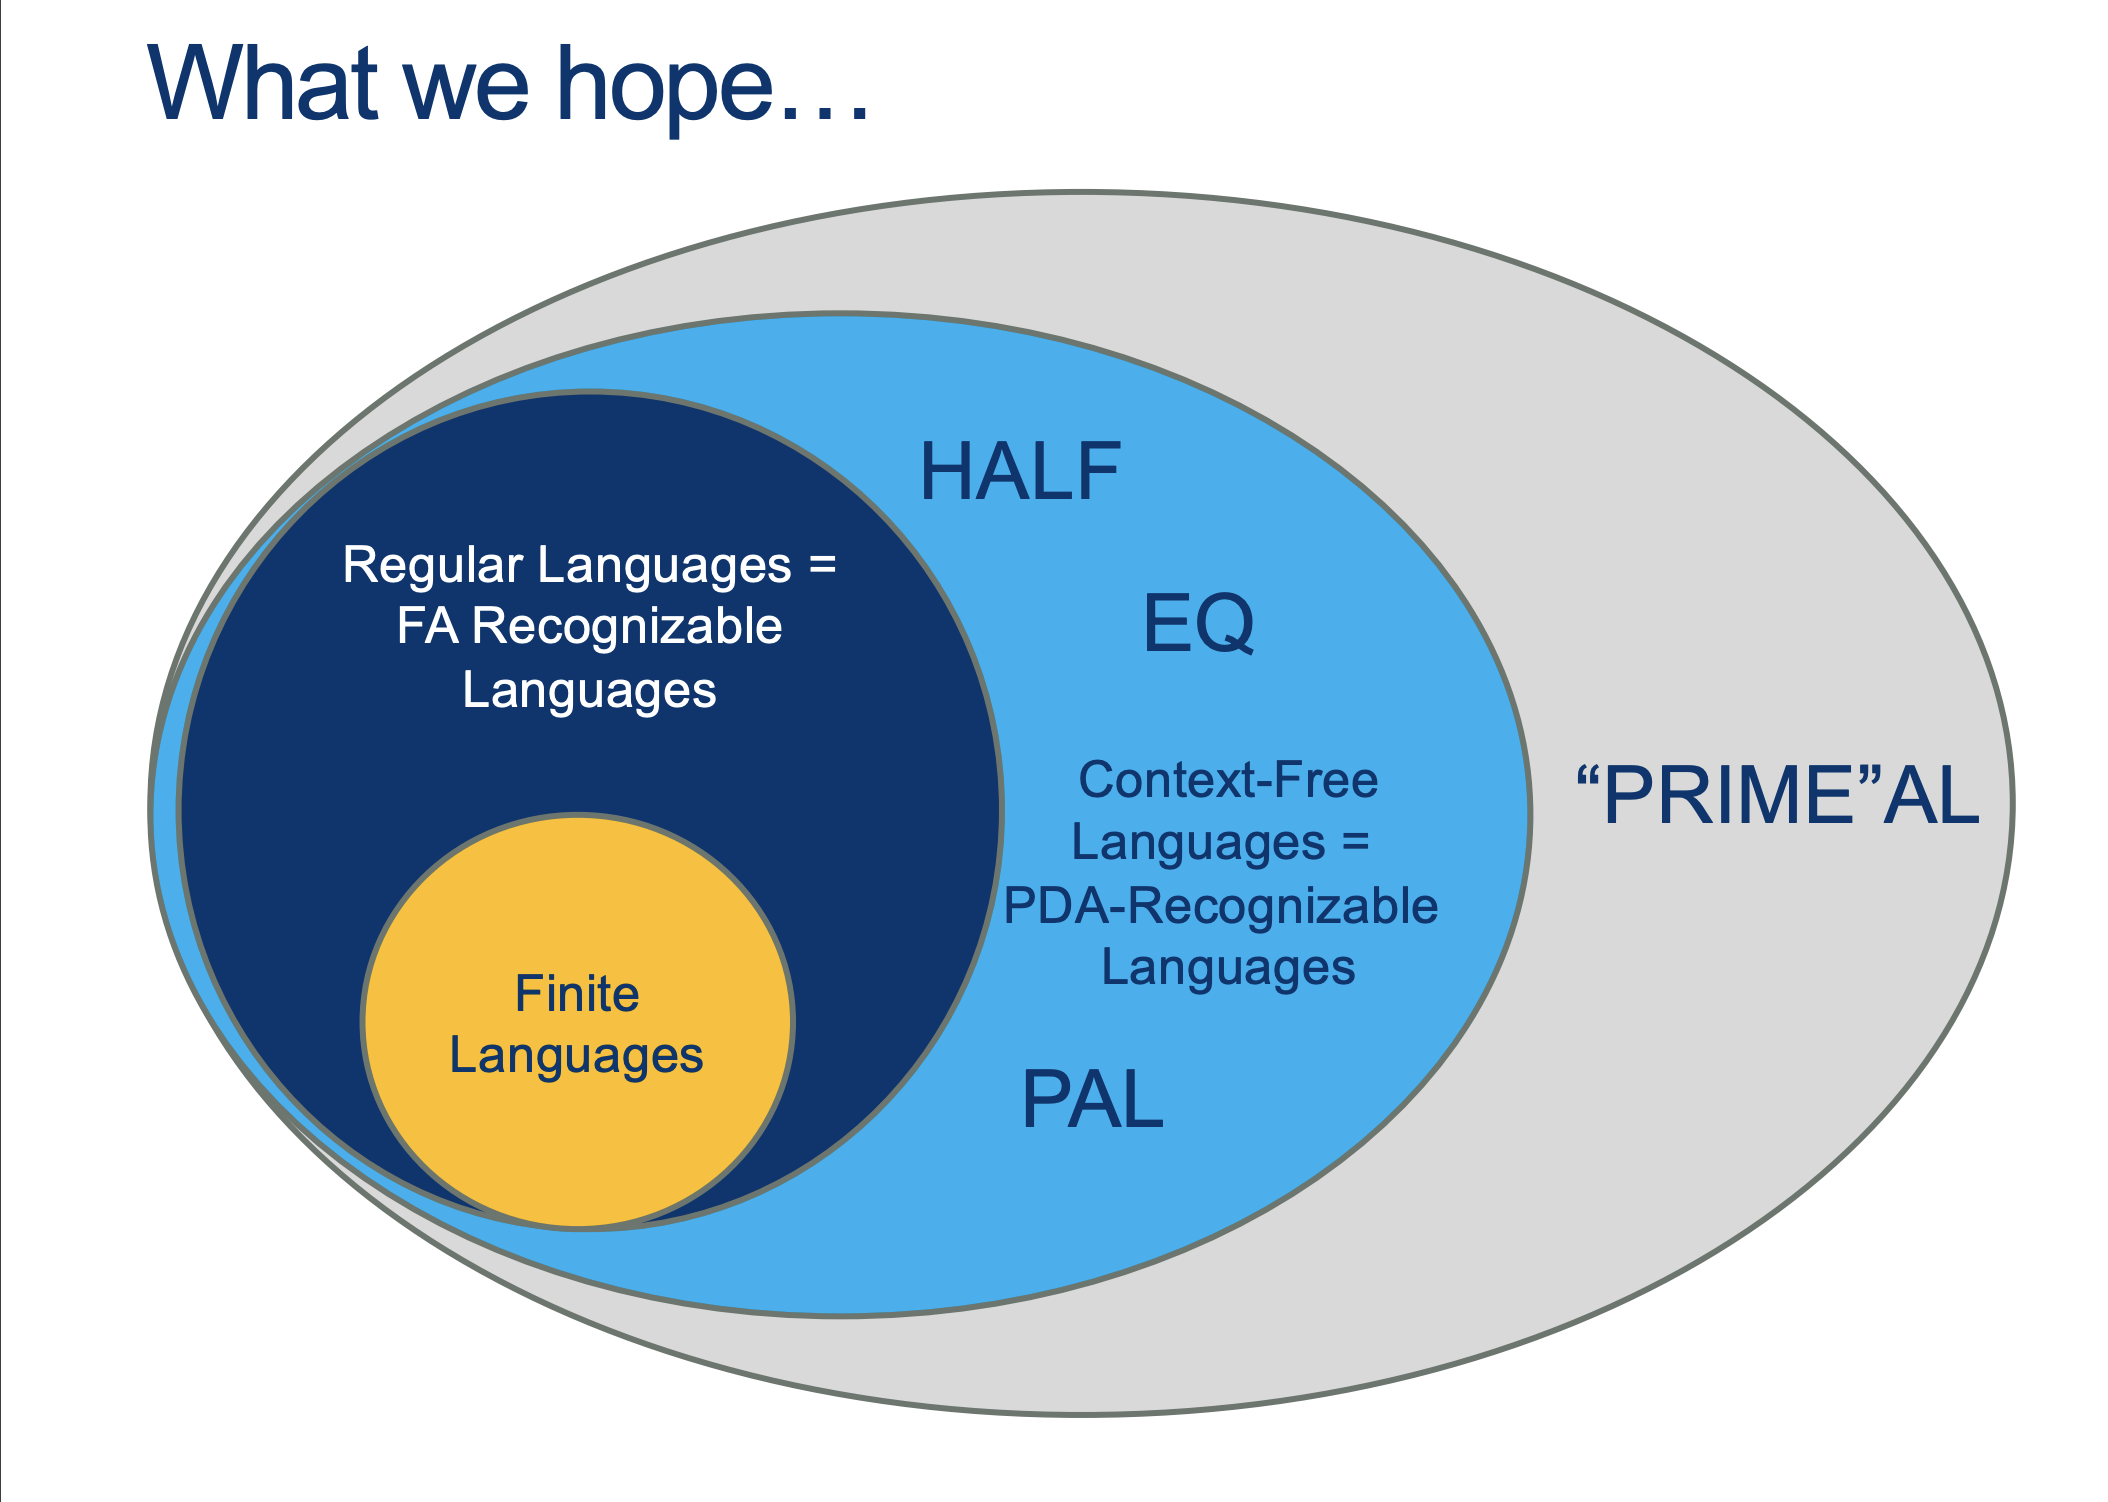 What we hope…
HALF
Regular Languages =
FA Recognizable
Languages
EQ
Context-Free
Languages =
PDA-Recognizable
Languages
“PRIME”AL
Finite
Languages
PAL